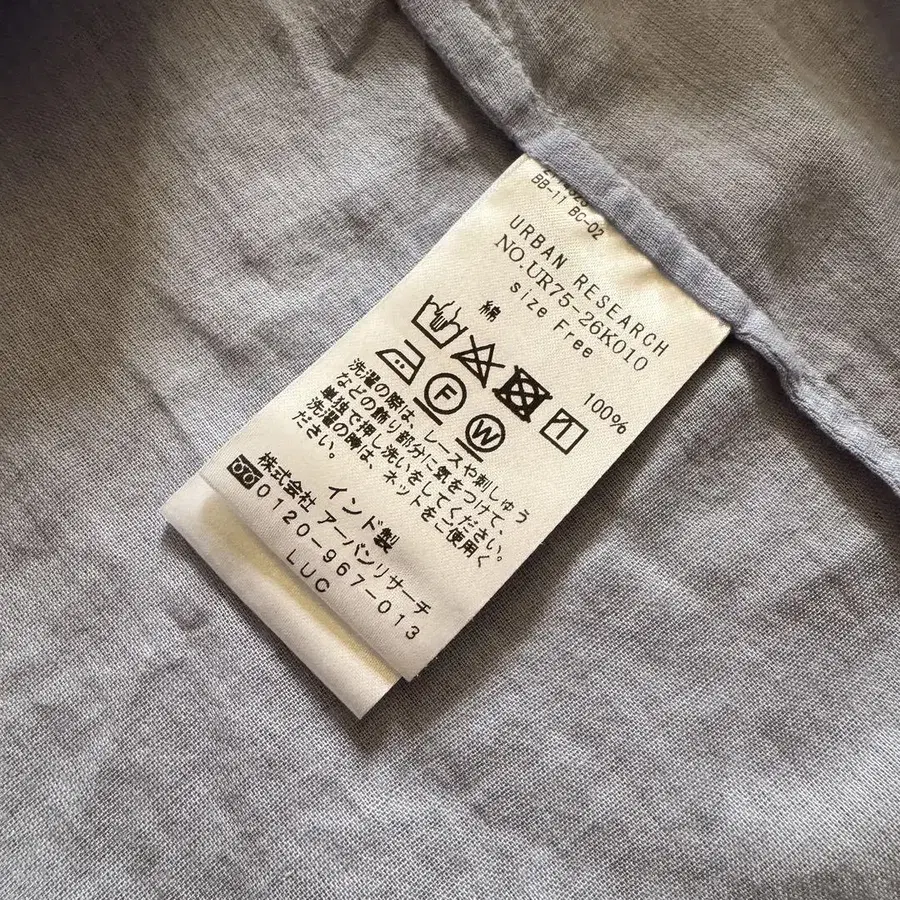 BB-11 BC-02
URBAN RESEARCH
NO.UR75-26K010
size Free
綿 100%
F
W
洗濯の際は、レースや刺しゅう
などの飾り部分に気をつけて、
単独で押し洗いをしてください。
洗濯の時は、ネットをご使用く
ださい。
インド製
株式会社 アーバンリサーチ
0120-967-013
LUC